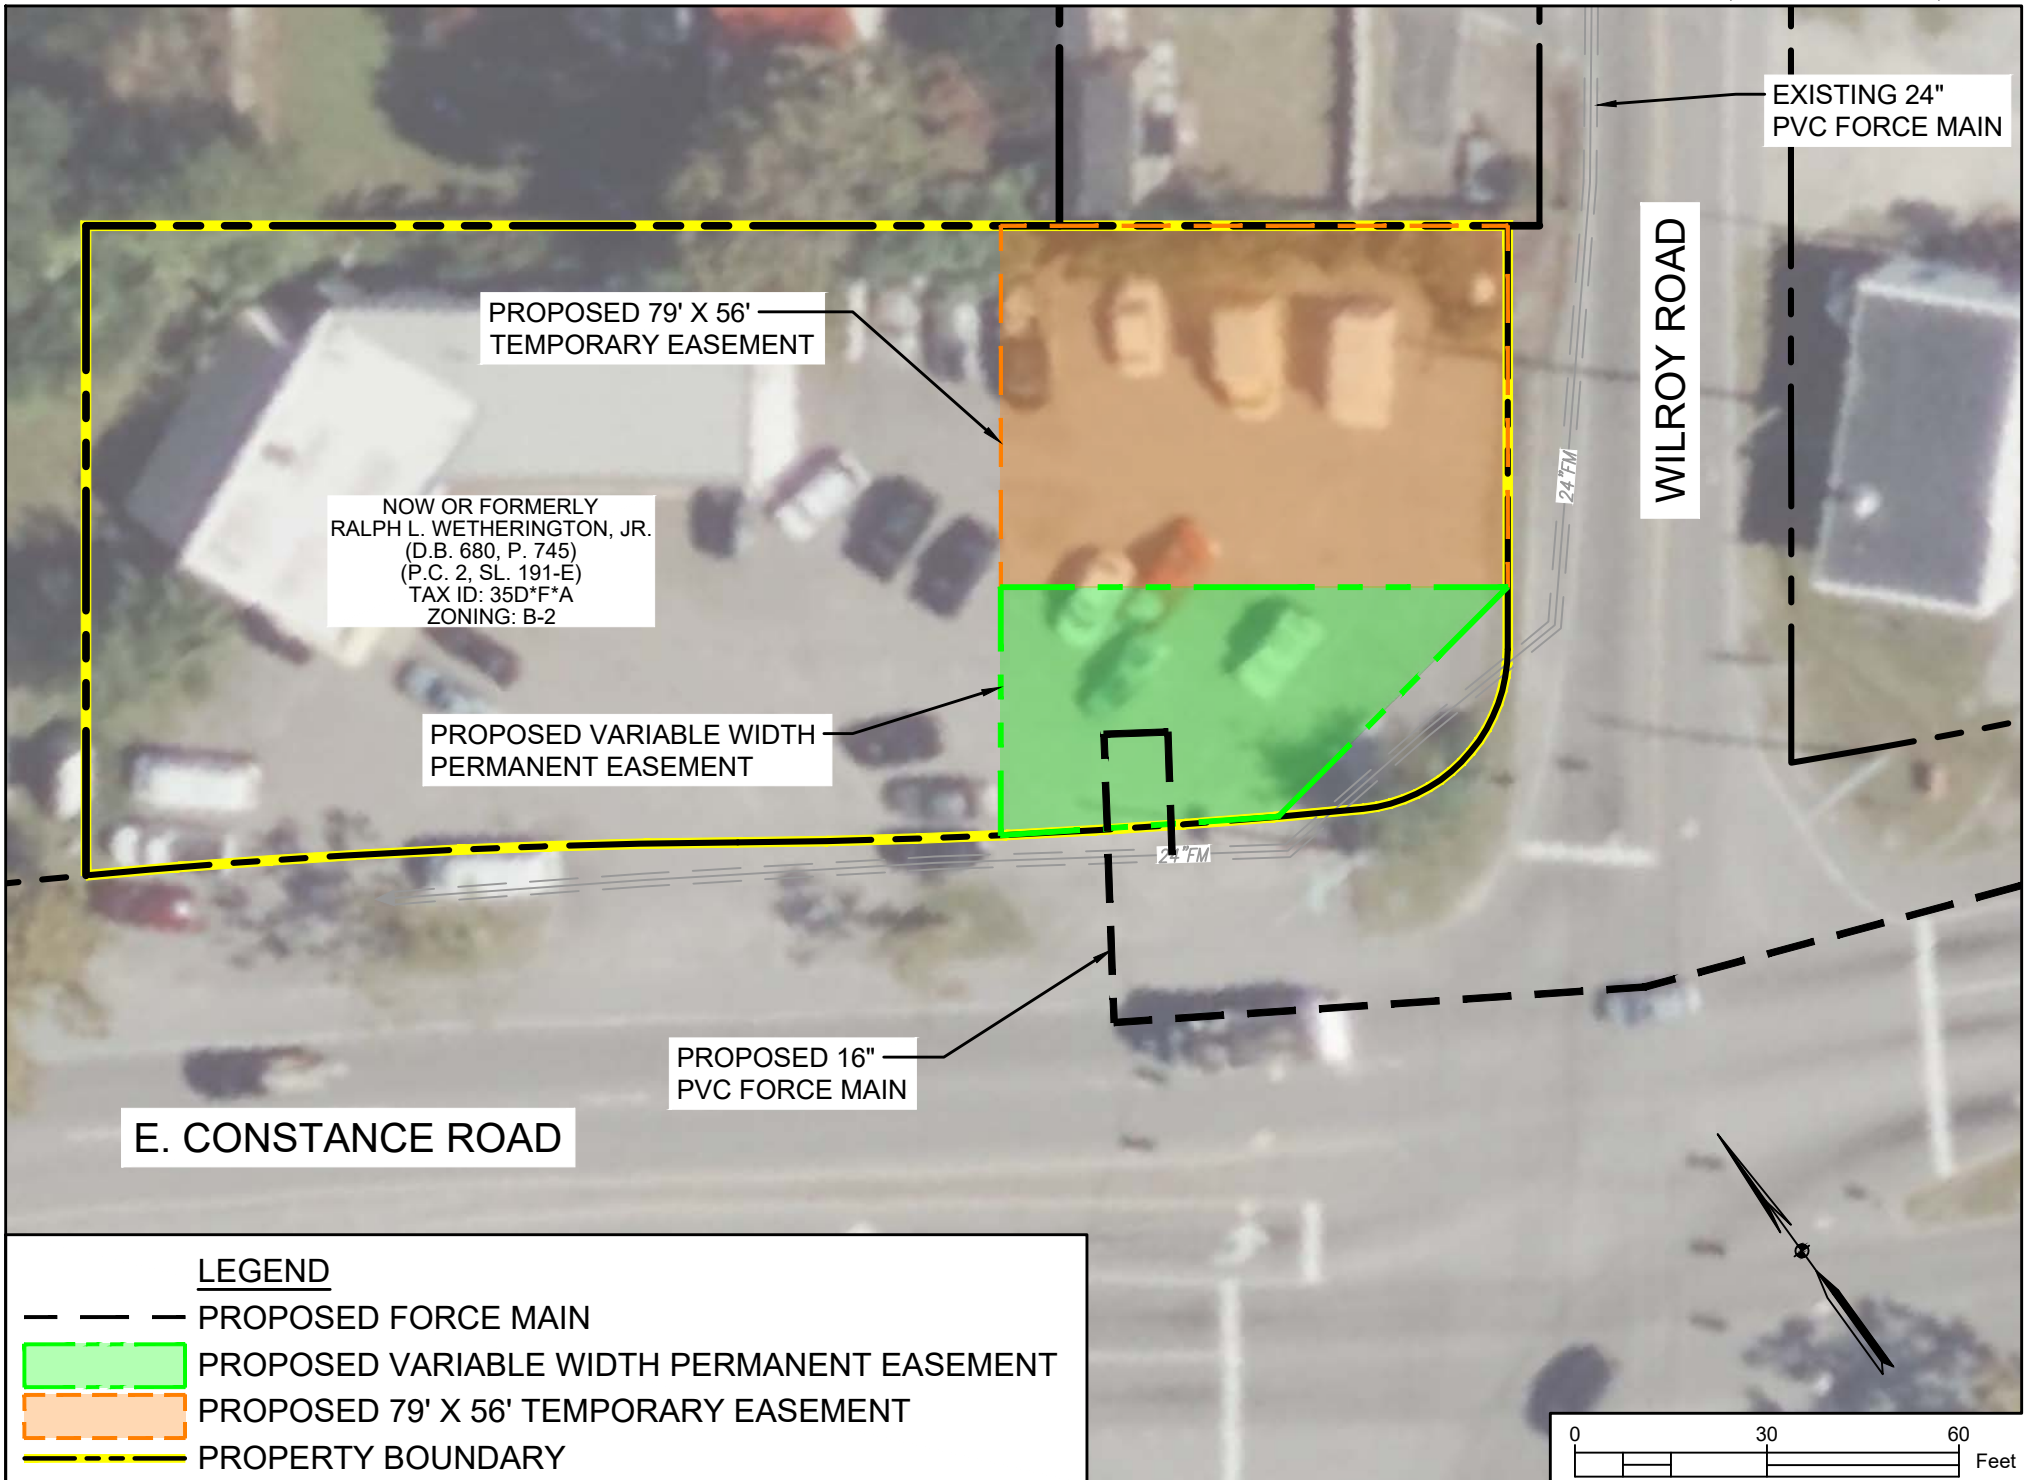 EXISTING 24"
PVC FORCE MAIN
WILROY ROAD
PROPOSED 79' X 56'
TEMPORARY EASEMENT
24"FM
NOW OR FORMERLY
RALPH L. WETHERINGTON, JR.
(D.B. 680, P. 745)
(P.C. 2, SL. 191-E)
TAX ID: 35D*F*A
ZONING: B-2
PROPOSED VARIABLE WIDTH
PERMANENT EASEMENT
24"FM
PROPOSED 16"
PVC FORCE MAIN
E. CONSTANCE ROAD
LEGEND
PROPOSED FORCE MAIN
PROPOSED VARIABLE WIDTH PERMANENT EASEMENT
PROPOSED 79' X 56' TEMPORARY EASEMENT
PROPERTY BOUNDARY
0 30 60
Feet